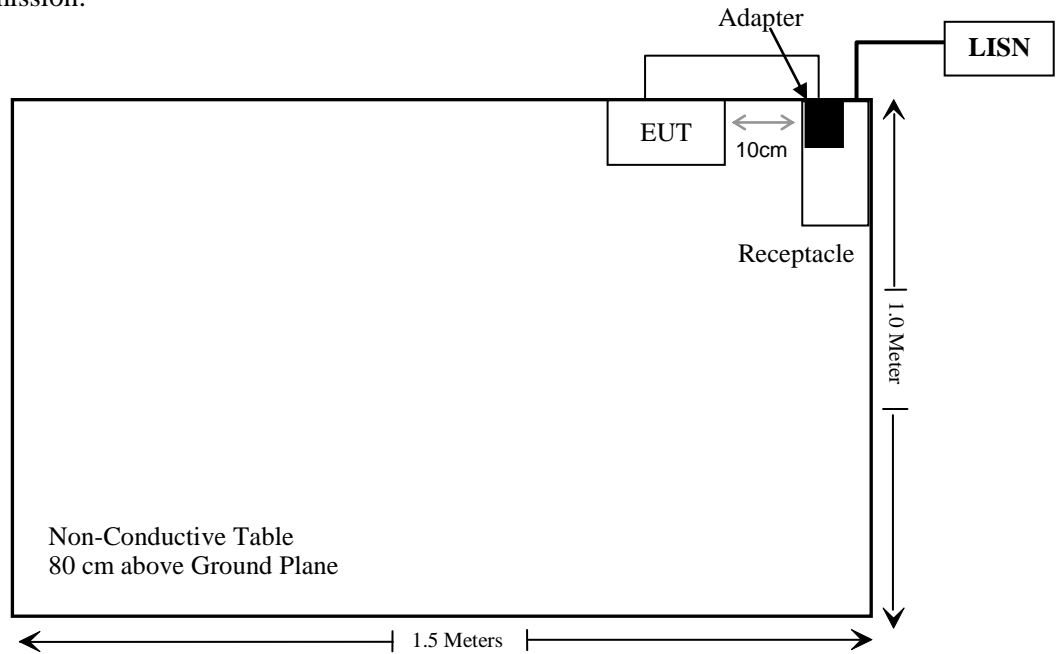 Adapter
LISN
EUT
10cm
Receptacle
1.0 Meter
Non-Conductive Table
80 cm above Ground Plane
1.5 Meters